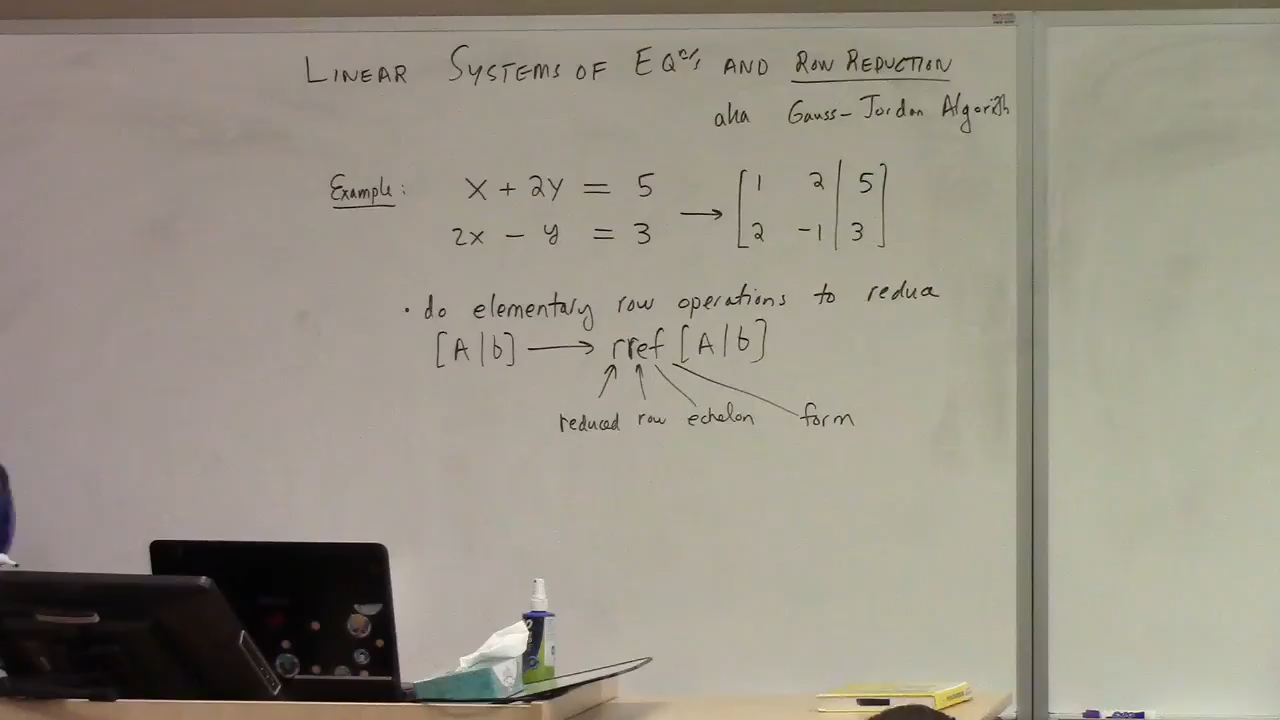 LINEAR SYSTEMS OF EQ^n's AND ROW REDUCTION
aka Gauss-Jordan Algorith
Example: x + 2y = 5 → [1 2 | 5]
2x - y = 3 [2 -1 | 3]
• do elementary row operations to reduce
[A|b] → rref [A|b]
reduced row echelon form